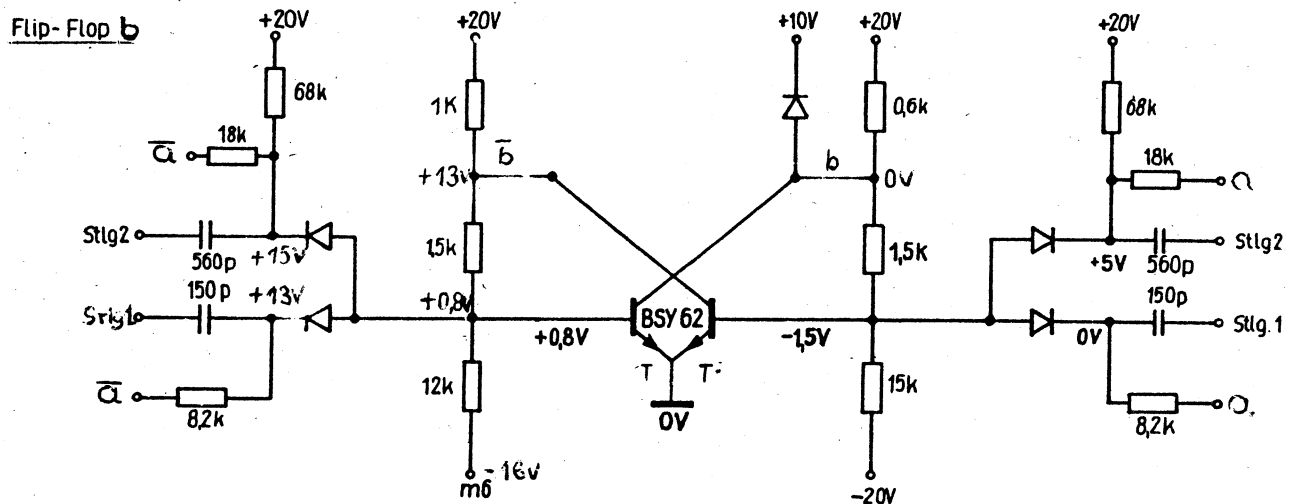 Flip-Flop b
+20V
+20V
+10V
+20V
+20V
68k
1K
0,6k
68k
18k
a̅
b̅
b
+13V
0V
18k
Stlg2
560p
+15V
1,5k
1,5k
+5V
560p
Stlg2
150p
+13V
+0,8V
150p
+0,8V
BSY 62
-1,5V
0V
Stlg.1
T
T
a̅
8,2k
12k
0V
15k
8,2k
mб
-16V
-20V